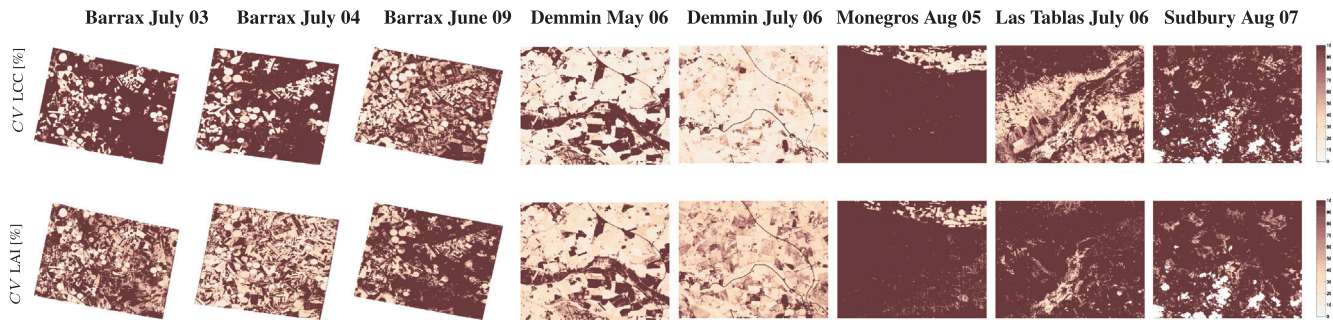 Barrax July 03 Barrax July 04 Barrax June 09 Demmin May 06 Demmin July 06 Monegros Aug 05 Las Tablas July 06 Sudbury Aug 07
CV LCC [%]
CV LAI [%]